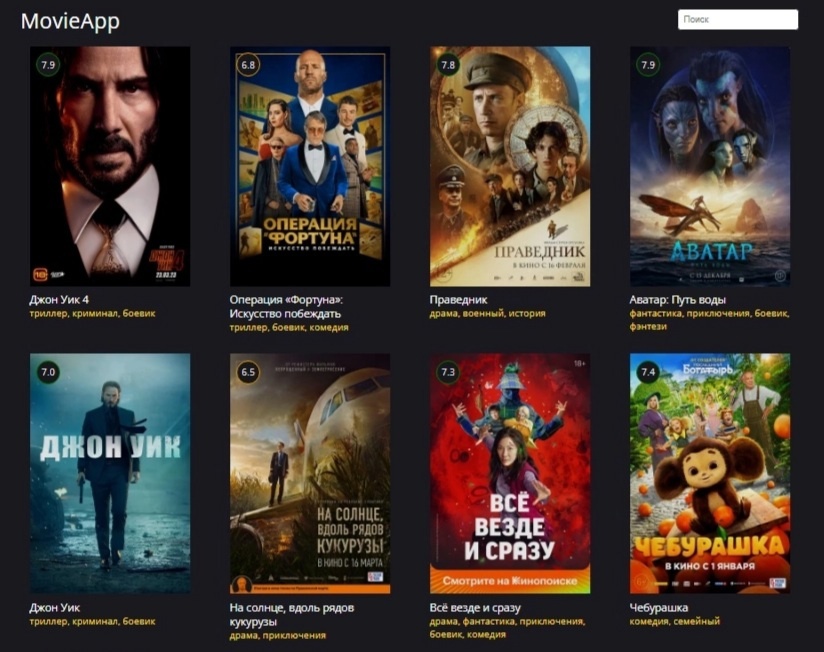 MovieApp
Поиск
7.9
6.8
7.8
7.9
18+
23.03.23
ОПЕРАЦИЯ
"ФОРТУНА"
ИСКУССТВО ПОБЕЖДАТЬ
ПРАВЕДНИК
В КИНО С 16 ФЕВРАЛЯ
АВАТАР
ПУТЬ ВОДЫ
С 15 ДЕКАБРЯ
Джон Уик 4
триллер, криминал, боевик
Операция «Фортуна»:
Искусство побеждать
триллер, боевик, комедия
Праведник
драма, военный, история
Аватар: Путь воды
фантастика, приключения, боевик,
фэнтези
7.0
6.5
7.3
7.4
ДЖОН УИК
НА СОЛНЦЕ,
ВДОЛЬ РЯДОВ
КУКУРУЗЫ
В КИНО С 16 МАРТА
18+
ВСЁ
ВЕЗДЕ
И СРАЗУ
Смотрите на Кинопоиске
Богатырь
ЧЕБУРАШКА
В КИНО С 1 ЯНВАРЯ
6+
Джон Уик
триллер, криминал, боевик
На солнце, вдоль рядов
кукурузы
драма, приключения
Всё везде и сразу
драма, фантастика, приключения,
боевик, комедия
Чебурашка
комедия, семейный